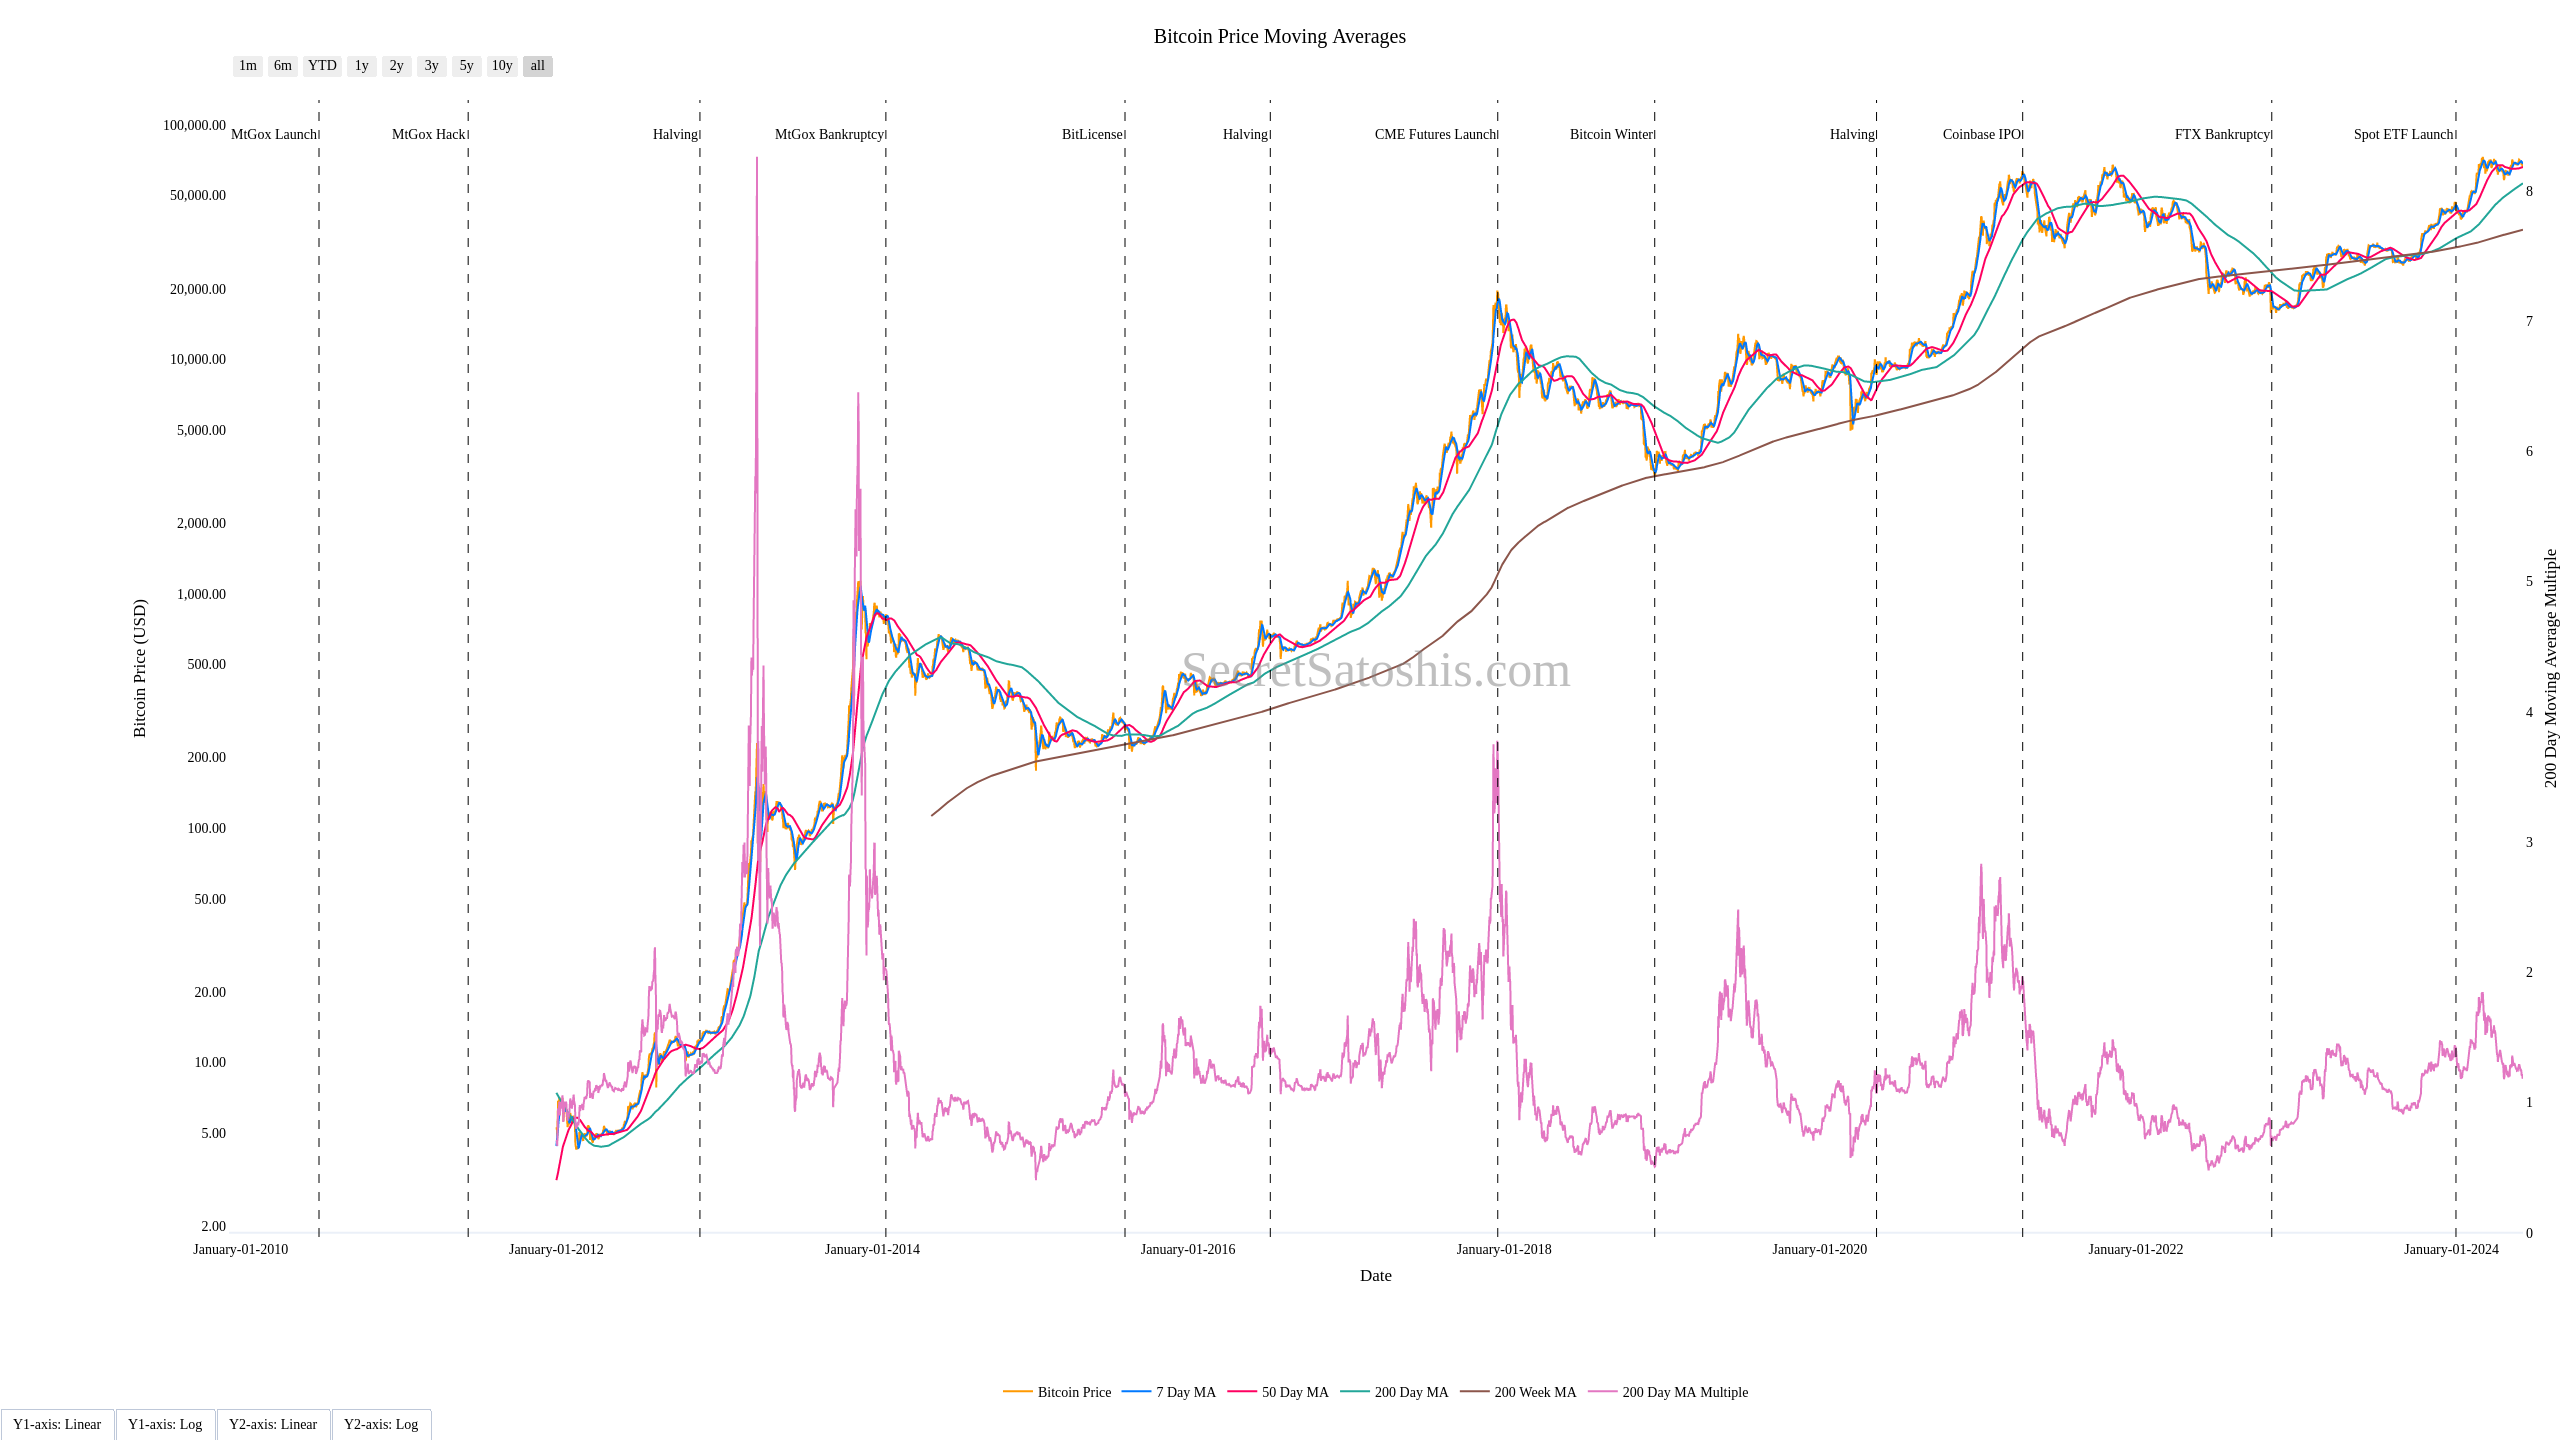 Bitcoin Price Moving Averages
1m 6m YTD 1y 2y 3y 5y 10y all
MtGox Launch MtGox Hack Halving MtGox Bankruptcy BitLicense Halving CME Futures Launch Bitcoin Winter Halving Coinbase IPO FTX Bankruptcy Spot ETF Launch
100,000.00
50,000.00
20,000.00
10,000.00
5,000.00
2,000.00
1,000.00
500.00
200.00
100.00
50.00
20.00
10.00
5.00
2.00
Bitcoin Price (USD)
SecretSatoshis.com
8
7
6
5
4
3
2
1
0
200 Day Moving Average Multiple
January-01-2010 January-01-2012 January-01-2014 January-01-2016 January-01-2018 January-01-2020 January-01-2022 January-01-2024
Date
Bitcoin Price 7 Day MA 50 Day MA 200 Day MA 200 Week MA 200 Day MA Multiple
Y1-axis: Linear Y1-axis: Log Y2-axis: Linear Y2-axis: Log